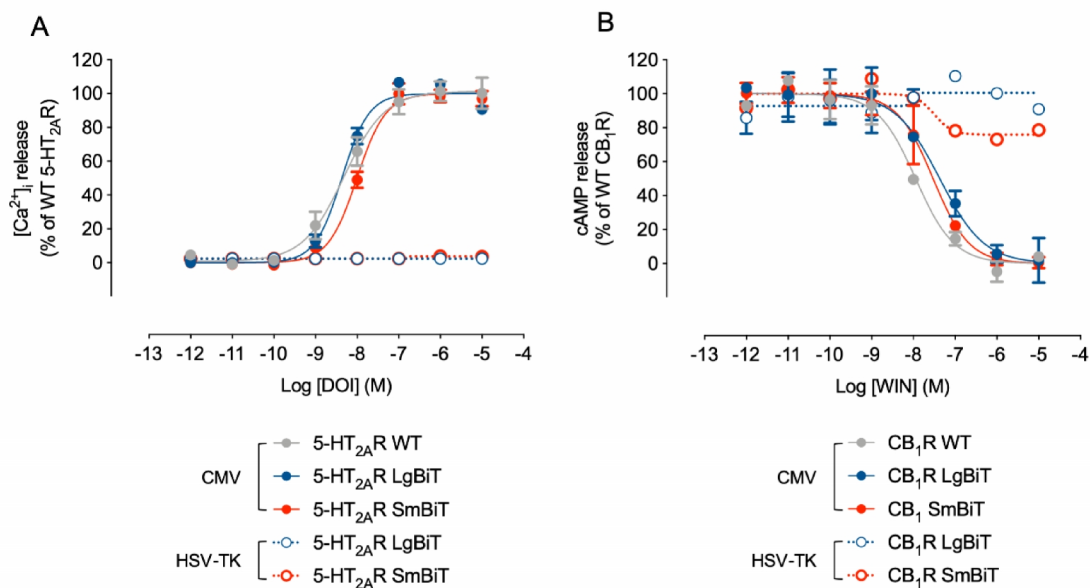 A
[Ca²⁺]ᵢ release
(% of WT 5-HT₂ₐR)
120
100
80
60
40
20
0
-13 -12 -11 -10 -9 -8 -7 -6 -5 -4
Log [DOI] (M)
CMV
5-HT₂ₐR WT
5-HT₂ₐR LgBiT
5-HT₂ₐR SmBiT
HSV-TK
5-HT₂ₐR LgBiT
5-HT₂ₐR SmBiT
B
cAMP release
(% of WT CB₁R)
120
100
80
60
40
20
0
-13 -12 -11 -10 -9 -8 -7 -6 -5 -4
Log [WIN] (M)
CMV
CB₁R WT
CB₁R LgBiT
CB₁ SmBiT
HSV-TK
CB₁R LgBiT
CB₁R SmBiT